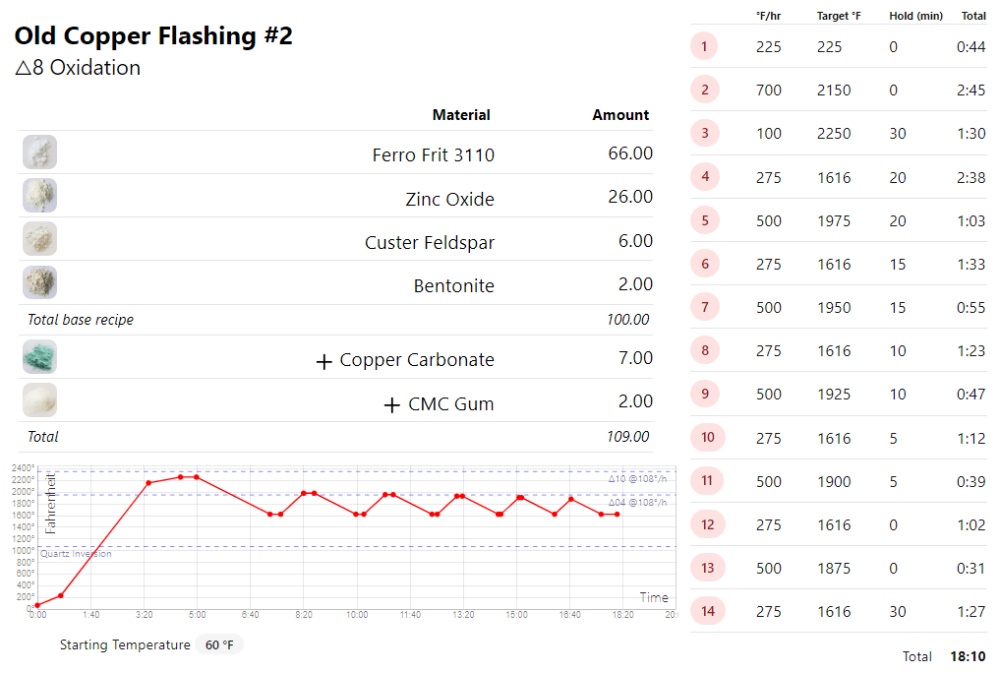 Old Copper Flashing #2
△8 Oxidation
Material Amount
Ferro Frit 3110 66.00
Zinc Oxide 26.00
Custer Feldspar 6.00
Bentonite 2.00
Total base recipe 100.00
+ Copper Carbonate 7.00
+ CMC Gum 2.00
Total 109.00
2400°
2200°
2000°
1800°
1600°
1400°
1200°
1000°
800°
600°
400°
200°
0°
Fahrenheit
Δ10 @108°/h
Δ04 @108°/h
Quartz Inversion
Time
0:00 1:40 3:20 5:00 6:40 8:20 10:00 11:40 13:20 15:00 16:40 18:20 20:
Starting Temperature 60 °F
°F/hr Target °F Hold (min) Total
1 225 225 0 0:44
2 700 2150 0 2:45
3 100 2250 30 1:30
4 275 1616 20 2:38
5 500 1975 20 1:03
6 275 1616 15 1:33
7 500 1950 15 0:55
8 275 1616 10 1:23
9 500 1925 10 0:47
10 275 1616 5 1:12
11 500 1900 5 0:39
12 275 1616 0 1:02
13 500 1875 0 0:31
14 275 1616 30 1:27
Total 18:10